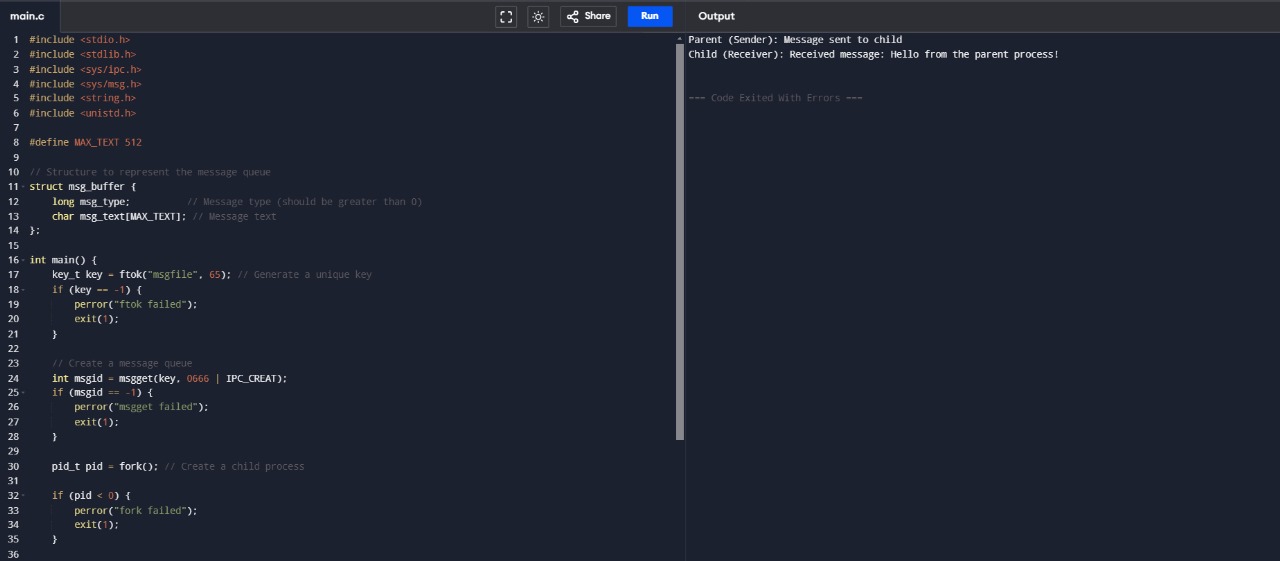 main.c
Share
Run
Output
1 #include <stdio.h>
2 #include <stdlib.h>
3 #include <sys/ipc.h>
4 #include <sys/msg.h>
5 #include <string.h>
6 #include <unistd.h>
7
8 #define MAX_TEXT 512
9
10 // Structure to represent the message queue
11 struct msg_buffer {
12     long msg_type;          // Message type (should be greater than 0)
13     char msg_text[MAX_TEXT]; // Message text
14 };
15
16 int main() {
17     key_t key = ftok("msgfile", 65); // Generate a unique key
18     if (key == -1) {
19         perror("ftok failed");
20         exit(1);
21     }
22
23     // Create a message queue
24     int msgid = msgget(key, 0666 | IPC_CREAT);
25     if (msgid == -1) {
26         perror("msgget failed");
27         exit(1);
28     }
29
30     pid_t pid = fork(); // Create a child process
31
32     if (pid < 0) {
33         perror("fork failed");
34         exit(1);
35     }
36
Parent (Sender): Message sent to child
Child (Receiver): Received message: Hello from the parent process!
=== Code Exited With Errors ===